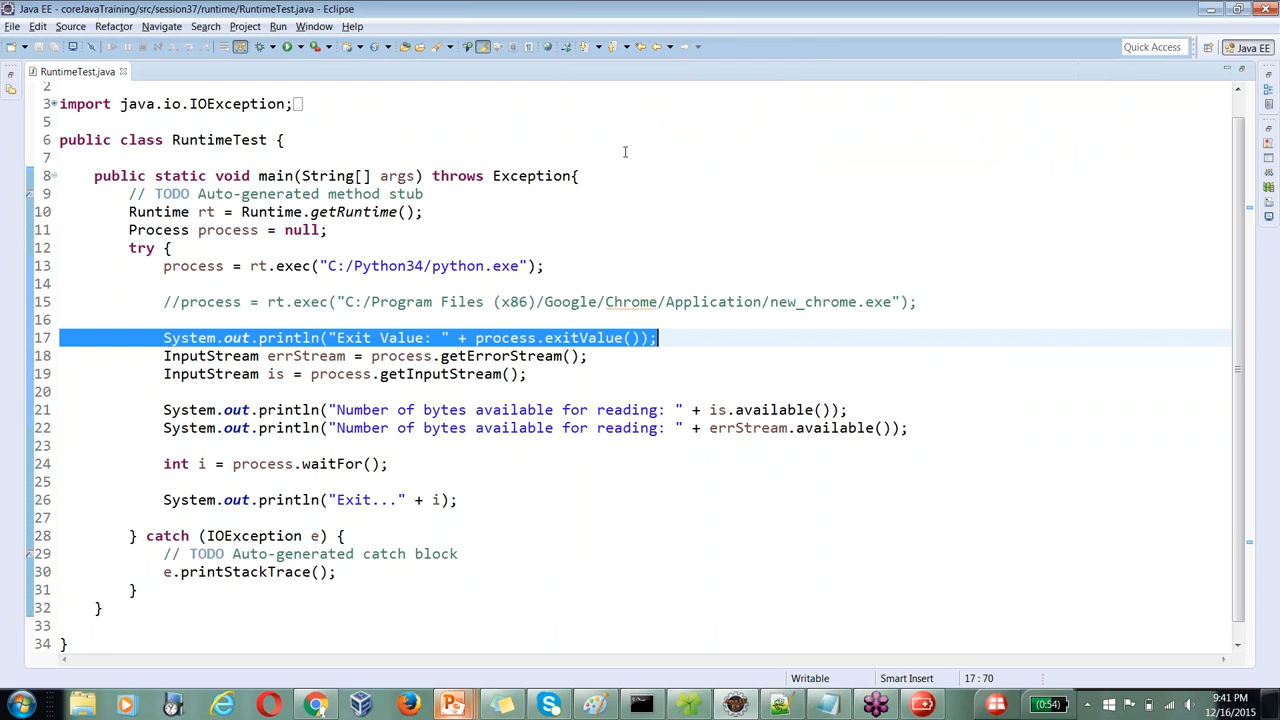 Java EE - coreJavaTraining/src/session37/runtime/RuntimeTest.java - Eclipse
File Edit Source Refactor Navigate Search Project Run Window Help
Quick Access Java EE
RuntimeTest.java
2
3 import java.io.IOException;
5
6 public class RuntimeTest {
7
8 public static void main(String[] args) throws Exception{
9 // TODO Auto-generated method stub
10 Runtime rt = Runtime.getRuntime();
11 Process process = null;
12 try {
13 process = rt.exec("C:/Python34/python.exe");
14
15 //process = rt.exec("C:/Program Files (x86)/Google/Chrome/Application/new_chrome.exe");
16
17 System.out.println("Exit Value: " + process.exitValue());
18 InputStream errStream = process.getErrorStream();
19 InputStream is = process.getInputStream();
20
21 System.out.println("Number of bytes available for reading: " + is.available());
22 System.out.println("Number of bytes available for reading: " + errStream.available());
23
24 int i = process.waitFor();
25
26 System.out.println("Exit..." + i);
27
28 } catch (IOException e) {
29 // TODO Auto-generated catch block
30 e.printStackTrace();
31 }
32 }
33
34 }
Writable Smart Insert 17 : 70
(0:54) 9:41 PM
12/16/2015